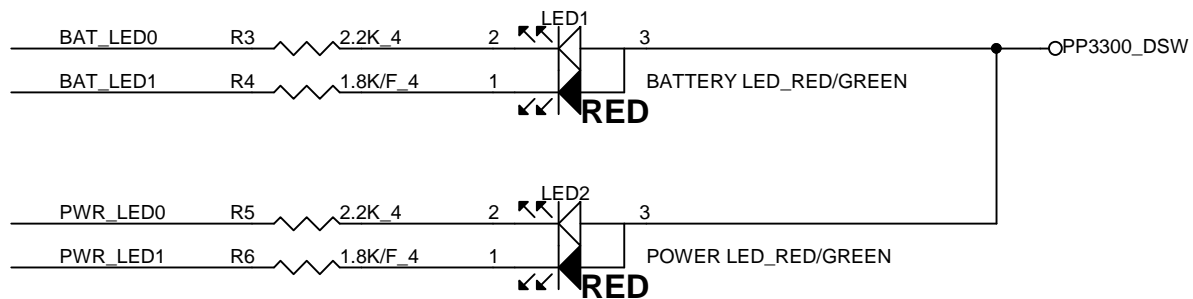 LED1
BAT_LED0 R3 2.2K_4 2 3 PP3300_DSW
BAT_LED1 R4 1.8K/F_4 1 BATTERY LED_RED/GREEN
RED
LED2
PWR_LED0 R5 2.2K_4 2 3
PWR_LED1 R6 1.8K/F_4 1 POWER LED_RED/GREEN
RED